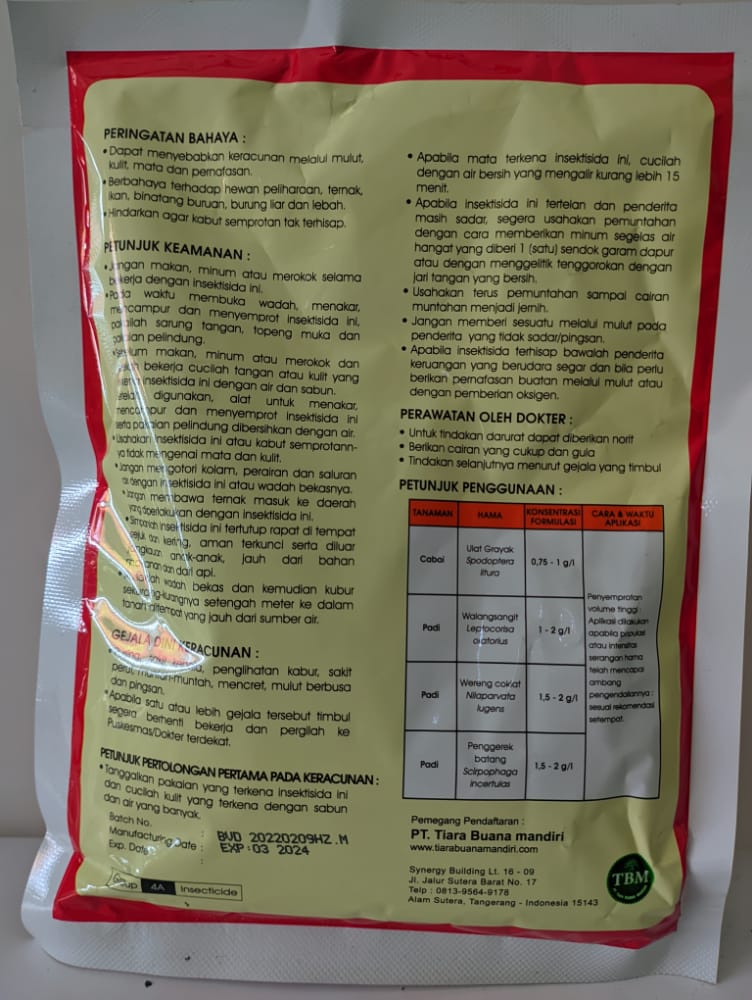 PERINGATAN BAHAYA :
• Dapat menyebabkan keracunan melalui mulut,
kulit, mata dan pernafasan.
• Berbahaya terhadap hewan peliharaan, ternak,
ikan, binatang buruan, burung liar dan lebah.
• Hindarkan agar kabut semprotan tak terhisap.
PETUNJUK KEAMANAN :
• Jangan makan, minum atau merokok selama
bekerja dengan insektisida ini.
• Pada waktu membuka wadah, menakar,
mencampur dan menyemprot insektisida ini,
pakailah sarung tangan, topeng muka dan
pakaian pelindung.
• Sebelum makan, minum atau merokok dan
bekerja cucilah tangan atau kulit yang
insektisida ini dengan air dan sabun.
digunakan, alat untuk menakar,
mencampur dan menyemprot insektisida ini
serta pakaian pelindung dibersihkan dengan air.
• Usahakan insektisida ini atau kabut semprotann-
ya tidak mengenai mata dan kulit.
• Jangan mengotori kolam, perairan dan saluran
air dengan insektisida ini atau wadah bekasnya.
• Jangan membawa ternak masuk ke daerah
yang diperlakukan dengan insektisida ini.
• Simpanlah insektisida ini tertutup rapat di tempat
sejuk dan kering, aman terkunci serta diluar
jangkauan anak-anak, jauh dari bahan
makanan dan dari api.
• wadah bekas dan kemudian kubur
sekurang-kurangnya setengah meter ke dalam
tanah ditempat yang jauh dari sumber air.
GEJALA DINI KERACUNAN :
• penglihatan kabur, sakit
perut, muntah-muntah, mencret, mulut berbusa
dan pingsan.
• Apabila satu atau lebih gejala tersebut timbul
segera berhenti bekerja dan pergilah ke
Puskesmas/Dokter terdekat.
PETUNJUK PERTOLONGAN PERTAMA PADA KERACUNAN :
• Tanggalkan pakaian yang terkena insektisida ini
dan cucilah kulit yang terkena dengan sabun
dan air yang banyak.
Batch No. :
Manufacturing Date : BVD 20220209HZ.M
Exp. Date : EXP:03 2024
Group 4A Insecticide
• Apabila mata terkena insektisida ini, cucilah
dengan air bersih yang mengalir kurang lebih 15
menit.
• Apabila insektisida ini tertelan dan penderita
masih sadar, segera usahakan pemuntahan
dengan cara memberikan minum segelas air
hangat yang diberi 1 (satu) sendok garam dapur
atau dengan menggelitik tenggorokan dengan
jari tangan yang bersih.
• Usahakan terus pemuntahan sampai cairan
muntahan menjadi jernih.
• Jangan memberi sesuatu melalui mulut pada
penderita yang tidak sadar/pingsan.
• Apabila insektisida terhisap bawalah penderita
keruangan yang berudara segar dan bila perlu
berikan pernafasan buatan melalui mulut atau
dengan pemberian oksigen.
PERAWATAN OLEH DOKTER :
• Untuk tindakan darurat dapat diberikan norit
• Berikan cairan yang cukup dan gula
• Tindakan selanjutnya menurut gejala yang timbul
PETUNJUK PENGGUNAAN :
TANAMAN HAMA KONSENTRASI FORMULASI CARA & WAKTU APLIKASI
Cabai Ulat Grayak Spodoptera litura 0,75 - 1 g/l
Padi Walangsangit Leptocorisa oratorius 1 - 2 g/l
Padi Wereng coklat Nilaparvata lugens 1,5 - 2 g/l
Padi Penggerek batang Scirpophaga incertulas 1,5 - 2 g/l
Penyemprotan
volume tinggi :
Aplikasi dilakukan
apabila populasi
atau intensitas
serangan hama
telah mencapai
ambang
pengendaliannya :
sesuai rekomendasi
setempat.
Pemegang Pendaftaran :
PT. Tiara Buana mandiri
www.tiarabuanamandiri.com
Synergy Building Lt. 16 - 09
Jl. Jalur Sutera Barat No. 17
Telp : 0813-9564-9178
Alam Sutera, Tangerang - Indonesia 15143
TBM